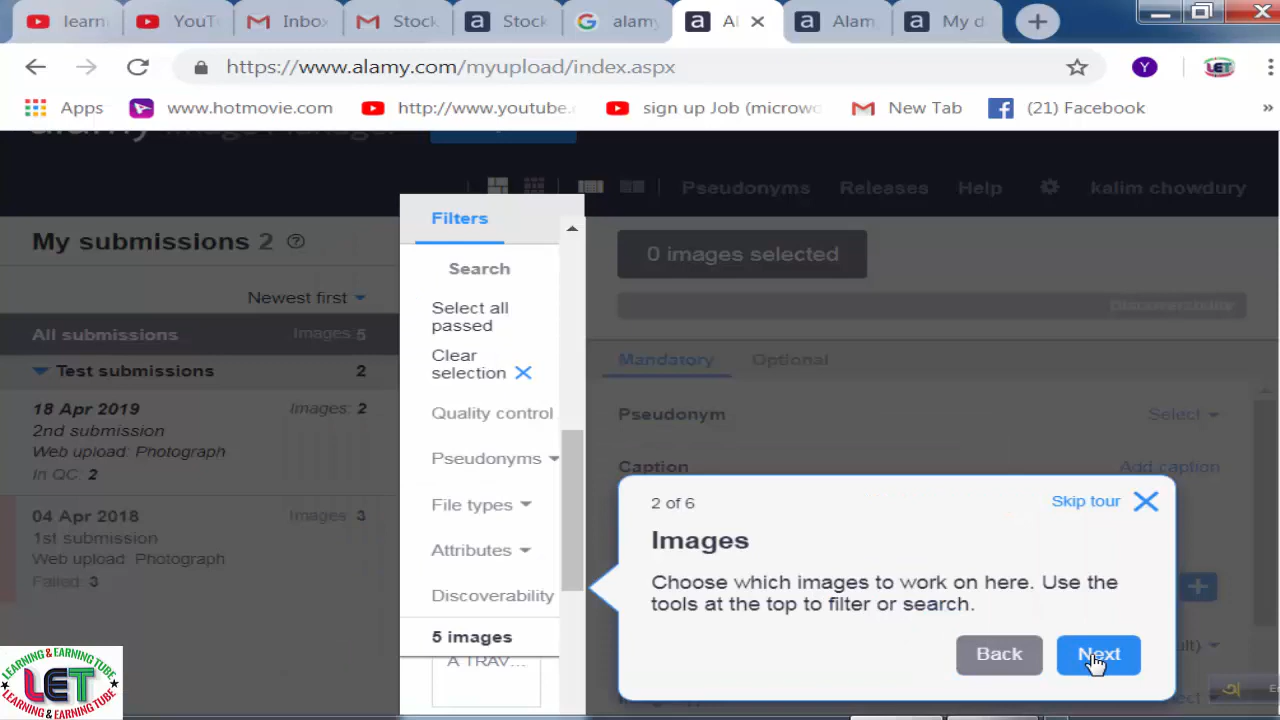 learn
YouT
Inbo
Stock
Stock
alamy
Al
Alam
My d
https://www.alamy.com/myupload/index.aspx
Y
Apps
www.hotmovie.com
http://www.youtube.c
sign up Job (microwo
New Tab
(21) Facebook
»
Pseudonyms
Releases
Help
kalim chowdury
My submissions 2
Newest first
All submissions
Images: 5
Test submissions
2
18 Apr 2019
Images: 2
2nd submission
Web upload: Photograph
In QC: 2
04 Apr 2018
Images: 3
1st submission
Web upload: Photograph
Failed: 3
Filters
Search
Select all
passed
Clear
selection
Quality control
Pseudonyms
File types
Attributes
Discoverability
5 images
A TRAV...
0 images selected
Discoverability
Mandatory
Optional
Pseudonym
Select
Caption
Add caption
2 of 6
Skip tour
Images
Choose which images to work on here. Use the
tools at the top to filter or search.
Back
Next
LEARNING & EARNING TUBE
LET
LEARNING & EARNING TUBE